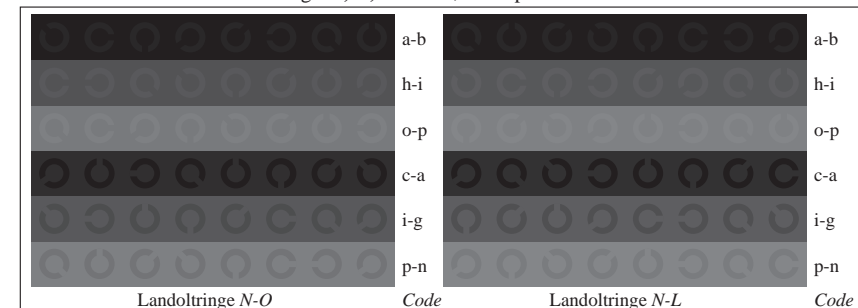 a-b a-b
h-i h-i
o-p o-p
c-a c-a
i-g i-g
p-n p-n
Landoltringe N-O Code Landoltringe N-L Code